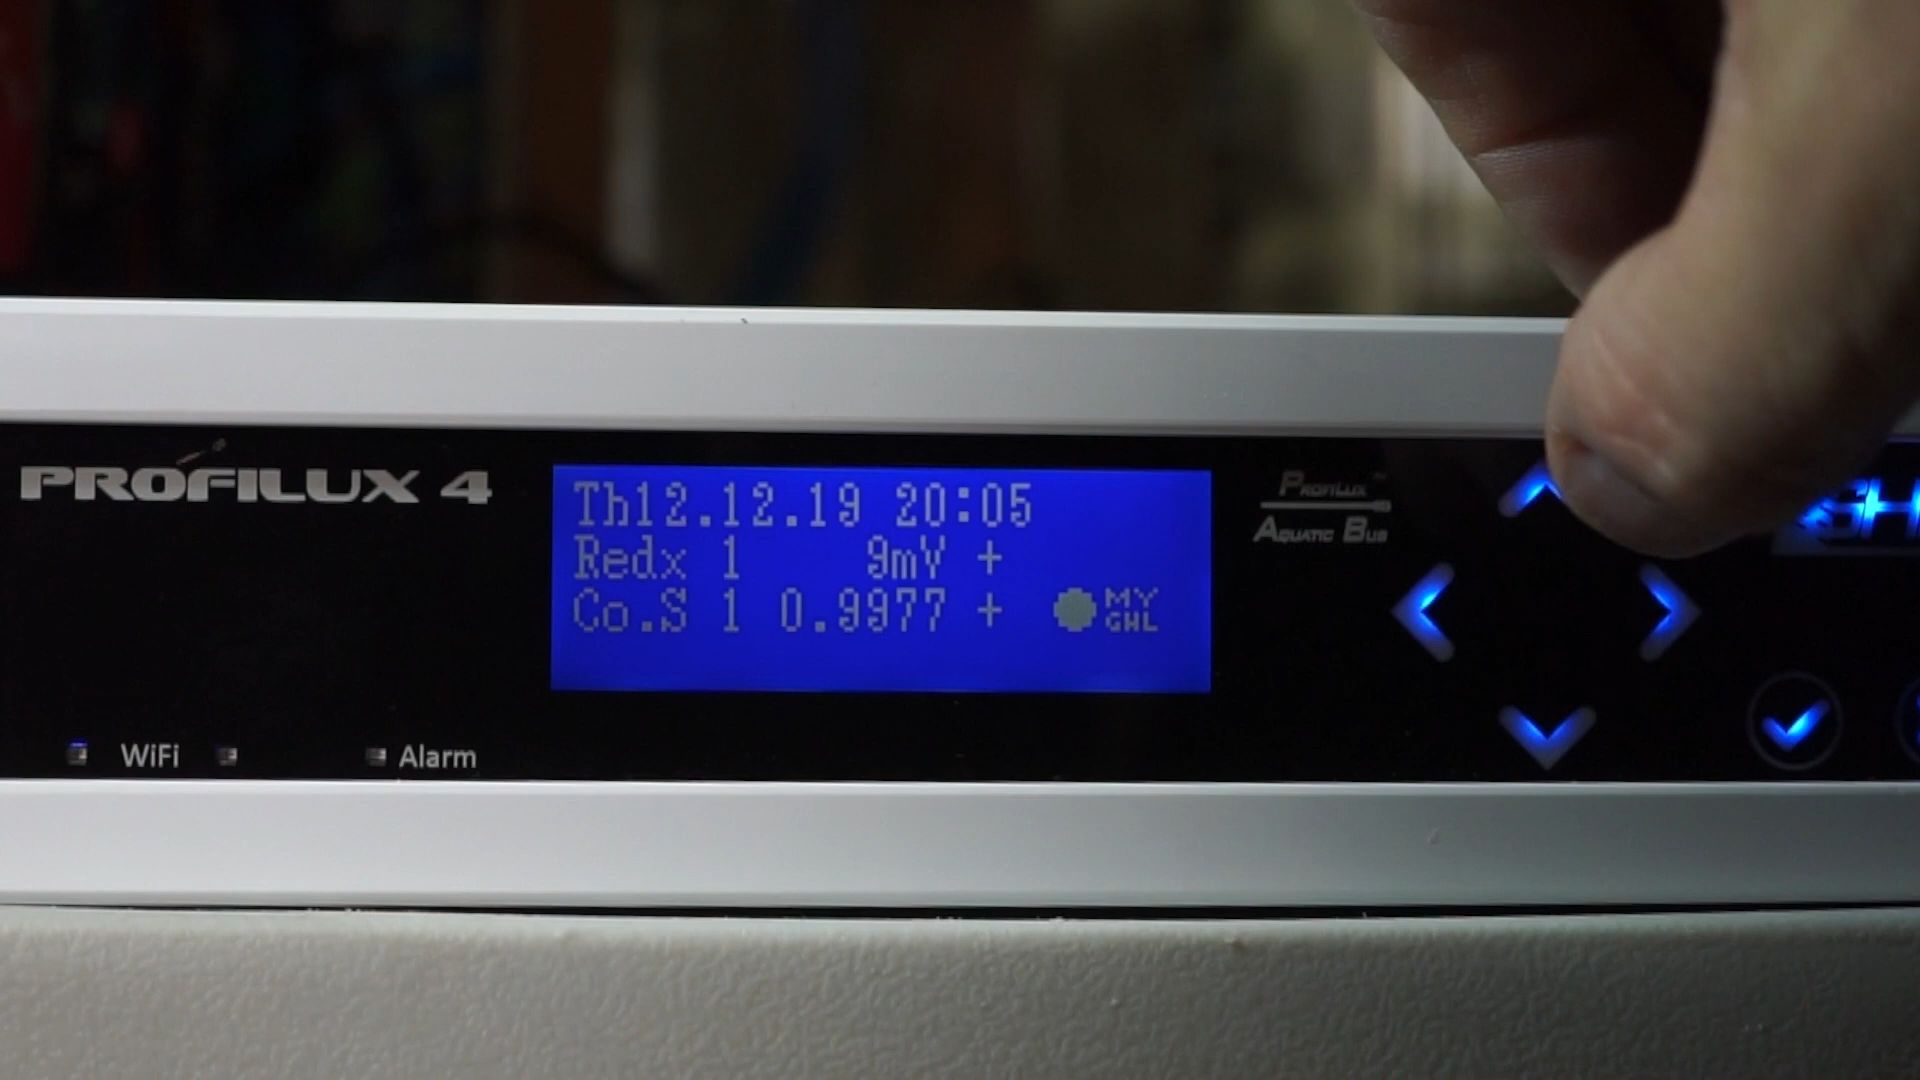 PROFILUX 4
Th12.12.19 20:05
Redx 1 9mV +
Co.S 1 0.9977 +
MY
GHL
PROFILUX
AQUATIC BUS
WiFi
Alarm